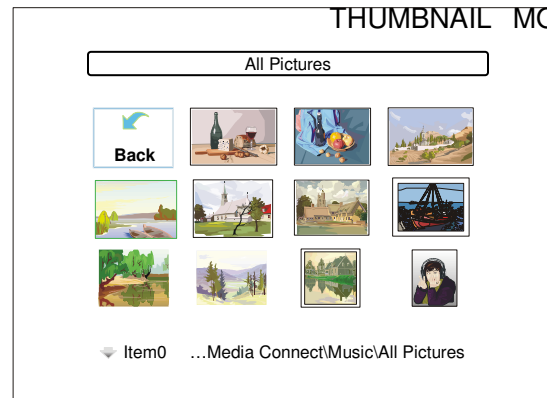 THUMBNAIL MO
All Pictures
Back
Item0 …Media Connect\Music\All Pictures